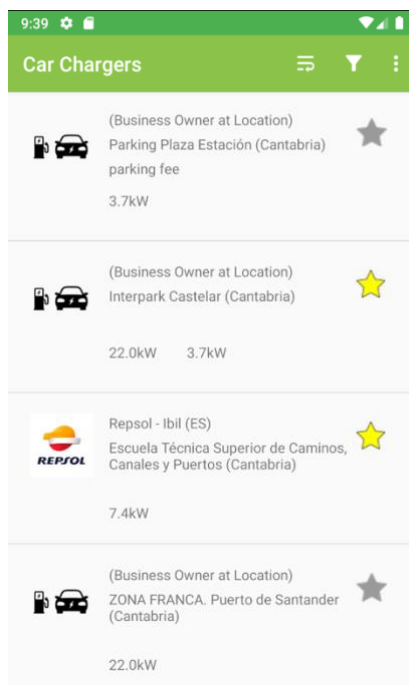 9:39
Car Chargers
(Business Owner at Location)
Parking Plaza Estación (Cantabria)
parking fee
3.7kW
(Business Owner at Location)
Interpark Castelar (Cantabria)
22.0kW 3.7kW
REPSOL
Repsol - Ibil (ES)
Escuela Técnica Superior de Caminos,
Canales y Puertos (Cantabria)
7.4kW
(Business Owner at Location)
ZONA FRANCA. Puerto de Santander
(Cantabria)
22.0kW